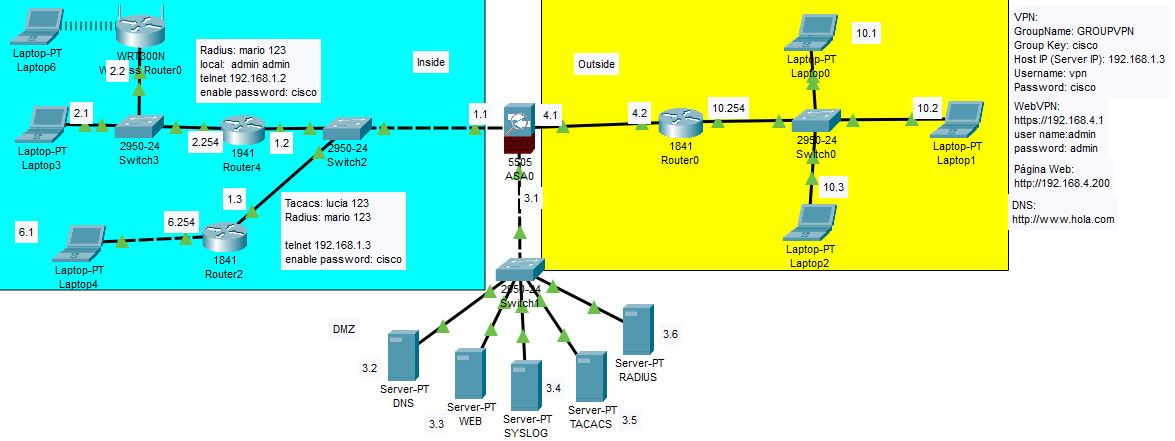 Laptop-PT
Laptop6
WRT300N
Wireless Router0
2.2
Radius: mario 123
local: admin admin
telnet 192.168.1.2
enable password: cisco
Inside
2.1
Laptop-PT
Laptop3
2950-24
Switch3
2.254
1941
Router4
1.2
2950-24
Switch2
1.1
1.3
Tacacs: lucia 123
Radius: mario 123
telnet 192.168.1.3
enable password: cisco
6.1
Laptop-PT
Laptop4
6.254
1841
Router2
5505
ASA0
3.1
Outside
4.1
4.2
1841
Router0
10.254
2950-24
Switch0
10.1
Laptop-PT
Laptop0
10.2
Laptop-PT
Laptop1
10.3
Laptop-PT
Laptop2
VPN:
GroupName: GROUPVPN
Group Key: cisco
Host IP (Server IP): 192.168.1.3
Username: vpn
Password: cisco
WebVPN:
https://192.168.4.1
user name:admin
password: admin
Página Web:
http://192.168.4.200
DNS:
http://www.hola.com
2950-24
Switch1
DMZ
3.2
Server-PT
DNS
3.3
Server-PT
WEB
3.4
Server-PT
SYSLOG
3.5
Server-PT
TACACS
3.6
Server-PT
RADIUS